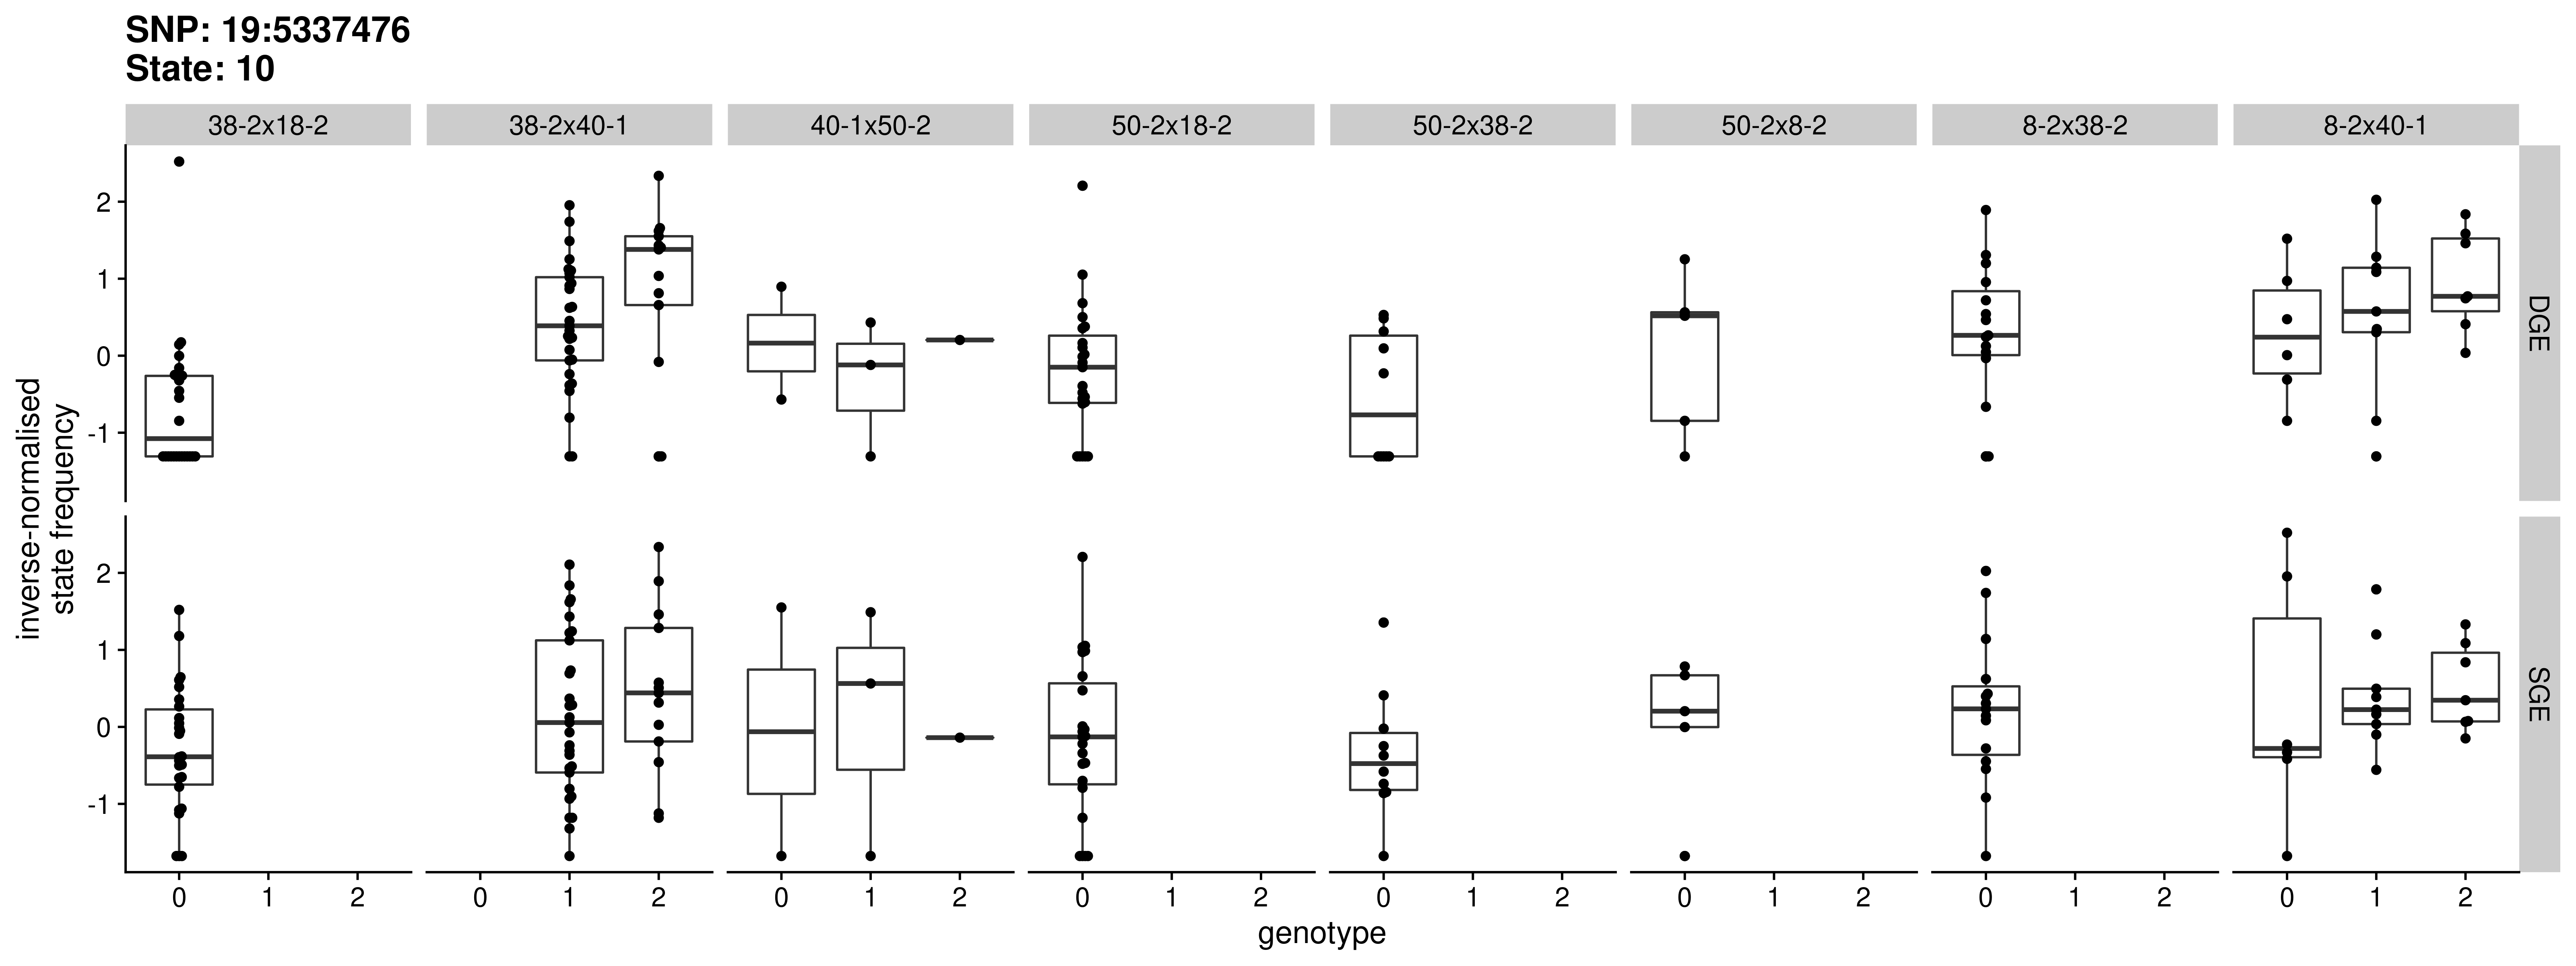 SNP: 19:5337476
State: 10
38-2x18-2 38-2x40-1 40-1x50-2 50-2x18-2 50-2x38-2 50-2x8-2 8-2x38-2 8-2x40-1
inverse-normalised
state frequency
2
1
0
-1
DGE
2
1
0
-1
SGE
0 1 2 0 1 2 0 1 2 0 1 2 0 1 2 0 1 2 0 1 2 0 1 2
genotype